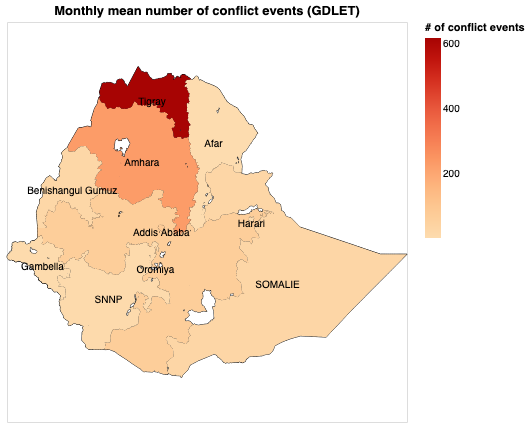 Monthly mean number of conflict events (GDLET)
# of conflict events
600
400
200
Tigray
Afar
Amhara
Benishangul Gumuz
Harari
Addis Ababa
Gambella
Oromiya
SOMALIE
SNNP